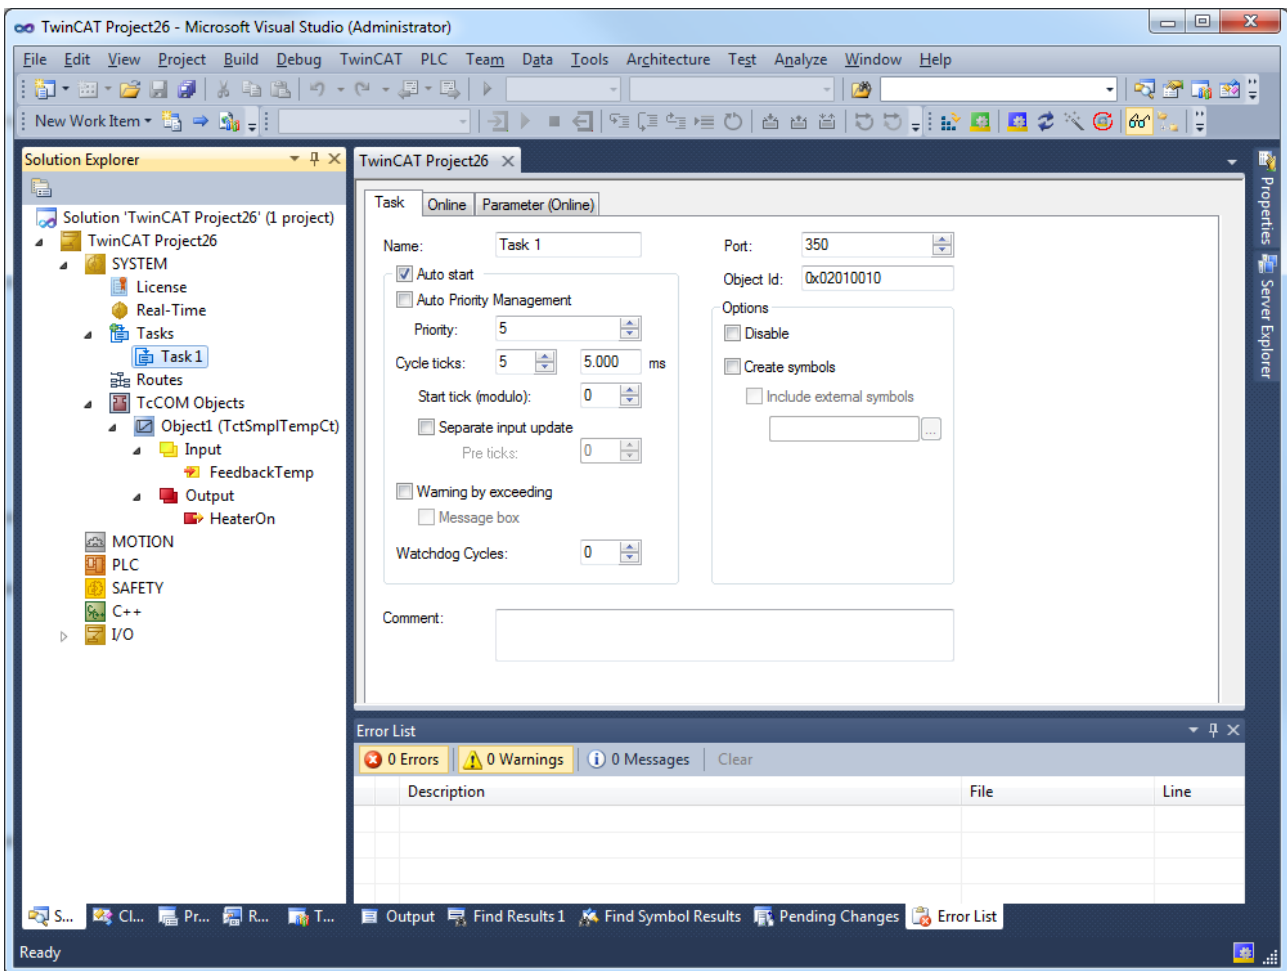 TwinCAT Project26 - Microsoft Visual Studio (Administrator)
File Edit View Project Build Debug TwinCAT PLC Team Data Tools Architecture Test Analyze Window Help
New Work Item
Solution Explorer
TwinCAT Project26
Properties
Server Explorer
Solution 'TwinCAT Project26' (1 project)
TwinCAT Project26
SYSTEM
License
Real-Time
Tasks
Task 1
Routes
TcCOM Objects
Object1 (TctSmplTempCt)
Input
FeedbackTemp
Output
HeaterOn
MOTION
PLC
SAFETY
C++
I/O
Task Online Parameter (Online)
Name: Task 1 Port: 350
Auto start Object Id: 0x02010010
Auto Priority Management Options
Priority: 5 Disable
Cycle ticks: 5 5.000 ms Create symbols
Start tick (modulo): 0 Include external symbols
Separate input update ...
Pre ticks: 0
Warning by exceeding
Message box
Watchdog Cycles: 0
Comment:
Error List
0 Errors 0 Warnings 0 Messages Clear
Description File Line
S... Cl... Pr... R... T... Output Find Results 1 Find Symbol Results Pending Changes Error List
Ready